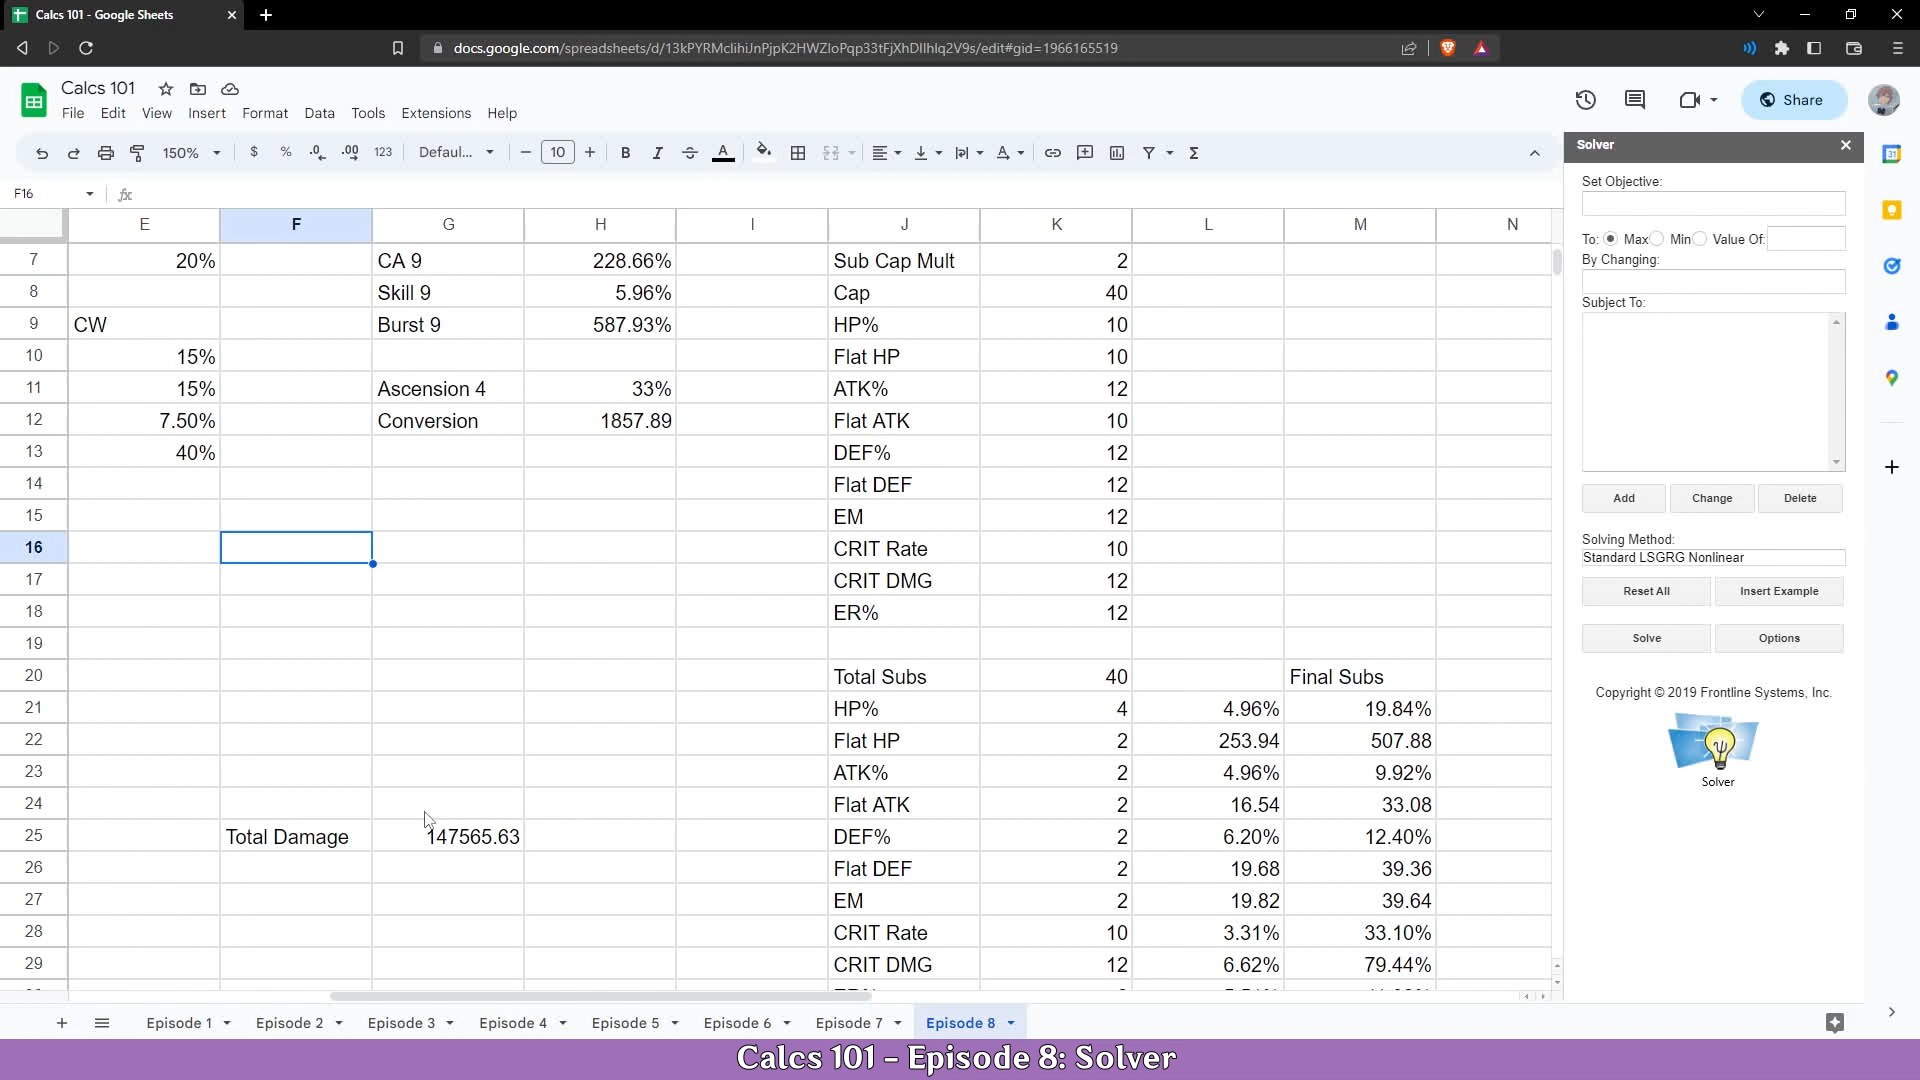 Calcs 101 - Google Sheets
docs.google.com/spreadsheets/d/13kPYRMclihiJnPjpK2HWZIoPqp33tFjXhDIlhlq2V9s/edit#gid=1966165519
Calcs 101
File Edit View Insert Format Data Tools Extensions Help
Share
150% $ % .0 .00 123 Defaul... − 10 + B I A Σ
F16 fx
E F G H I J K L M N
7 20% CA 9 228.66% Sub Cap Mult 2
8 Skill 9 5.96% Cap 40
9 CW Burst 9 587.93% HP% 10
10 15% Flat HP 10
11 15% Ascension 4 33% ATK% 12
12 7.50% Conversion 1857.89 Flat ATK 10
13 40% DEF% 12
14 Flat DEF 12
15 EM 12
16 CRIT Rate 10
17 CRIT DMG 12
18 ER% 12
19
20 Total Subs 40 Final Subs
21 HP% 4 4.96% 19.84%
22 Flat HP 2 253.94 507.88
23 ATK% 2 4.96% 9.92%
24 Flat ATK 2 16.54 33.08
25 Total Damage 147565.63 DEF% 2 6.20% 12.40%
26 Flat DEF 2 19.68 39.36
27 EM 2 19.82 39.64
28 CRIT Rate 10 3.31% 33.10%
29 CRIT DMG 12 6.62% 79.44%
Solver
Set Objective:
To: Max Min Value Of:
By Changing:
Subject To:
Add Change Delete
Solving Method:
Standard LSGRG Nonlinear
Reset All Insert Example
Solve Options
Copyright © 2019 Frontline Systems, Inc.
Solver
31
Episode 1 Episode 2 Episode 3 Episode 4 Episode 5 Episode 6 Episode 7 Episode 8
Calcs 101 - Episode 8: Solver